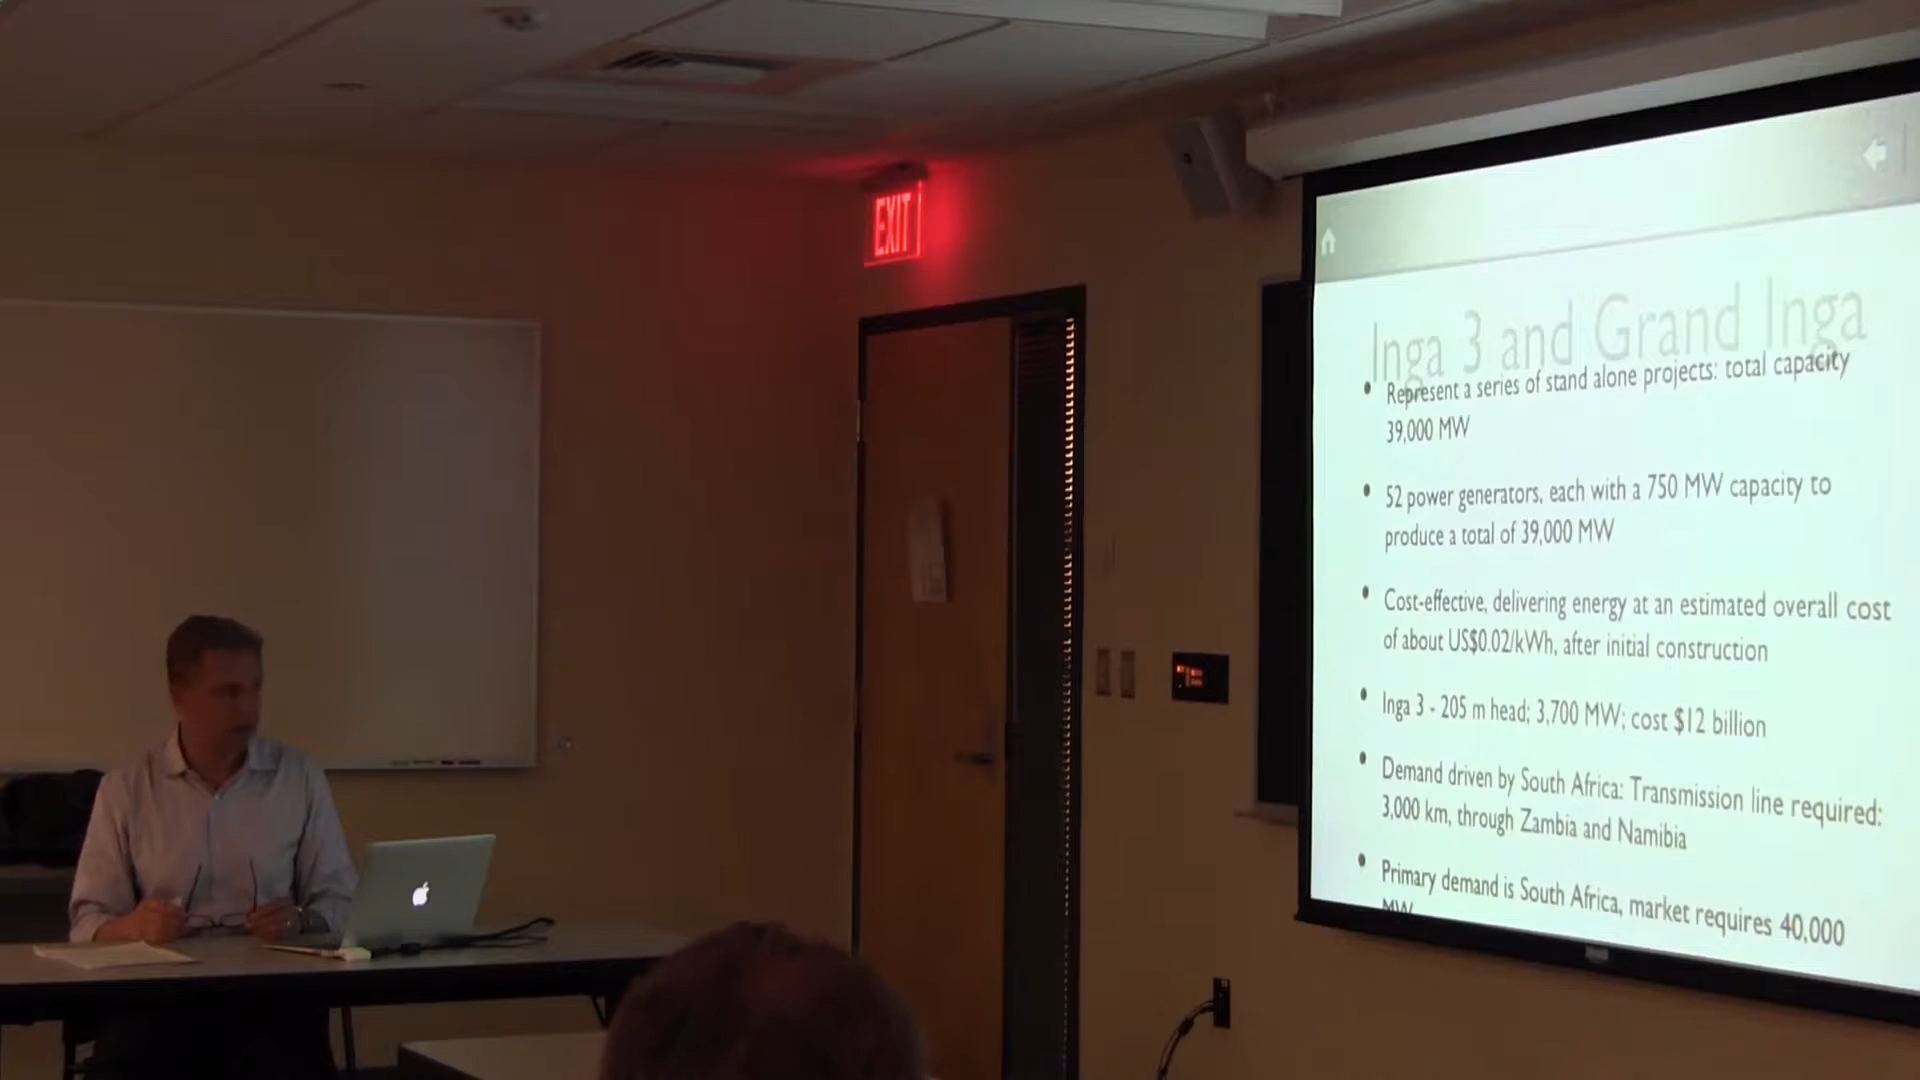 EXIT
Inga 3 and Grand Inga
• Represent a series of stand alone projects: total capacity
39,000 MW
• 52 power generators, each with a 750 MW capacity to
produce a total of 39,000 MW
• Cost-effective, delivering energy at an estimated overall cost
of about US$0.02/kWh, after initial construction
• Inga 3 - 205 m head; 3,700 MW; cost $12 billion
• Demand driven by South Africa: Transmission line required:
3,000 km, through Zambia and Namibia
• Primary demand is South Africa, market requires 40,000
MW